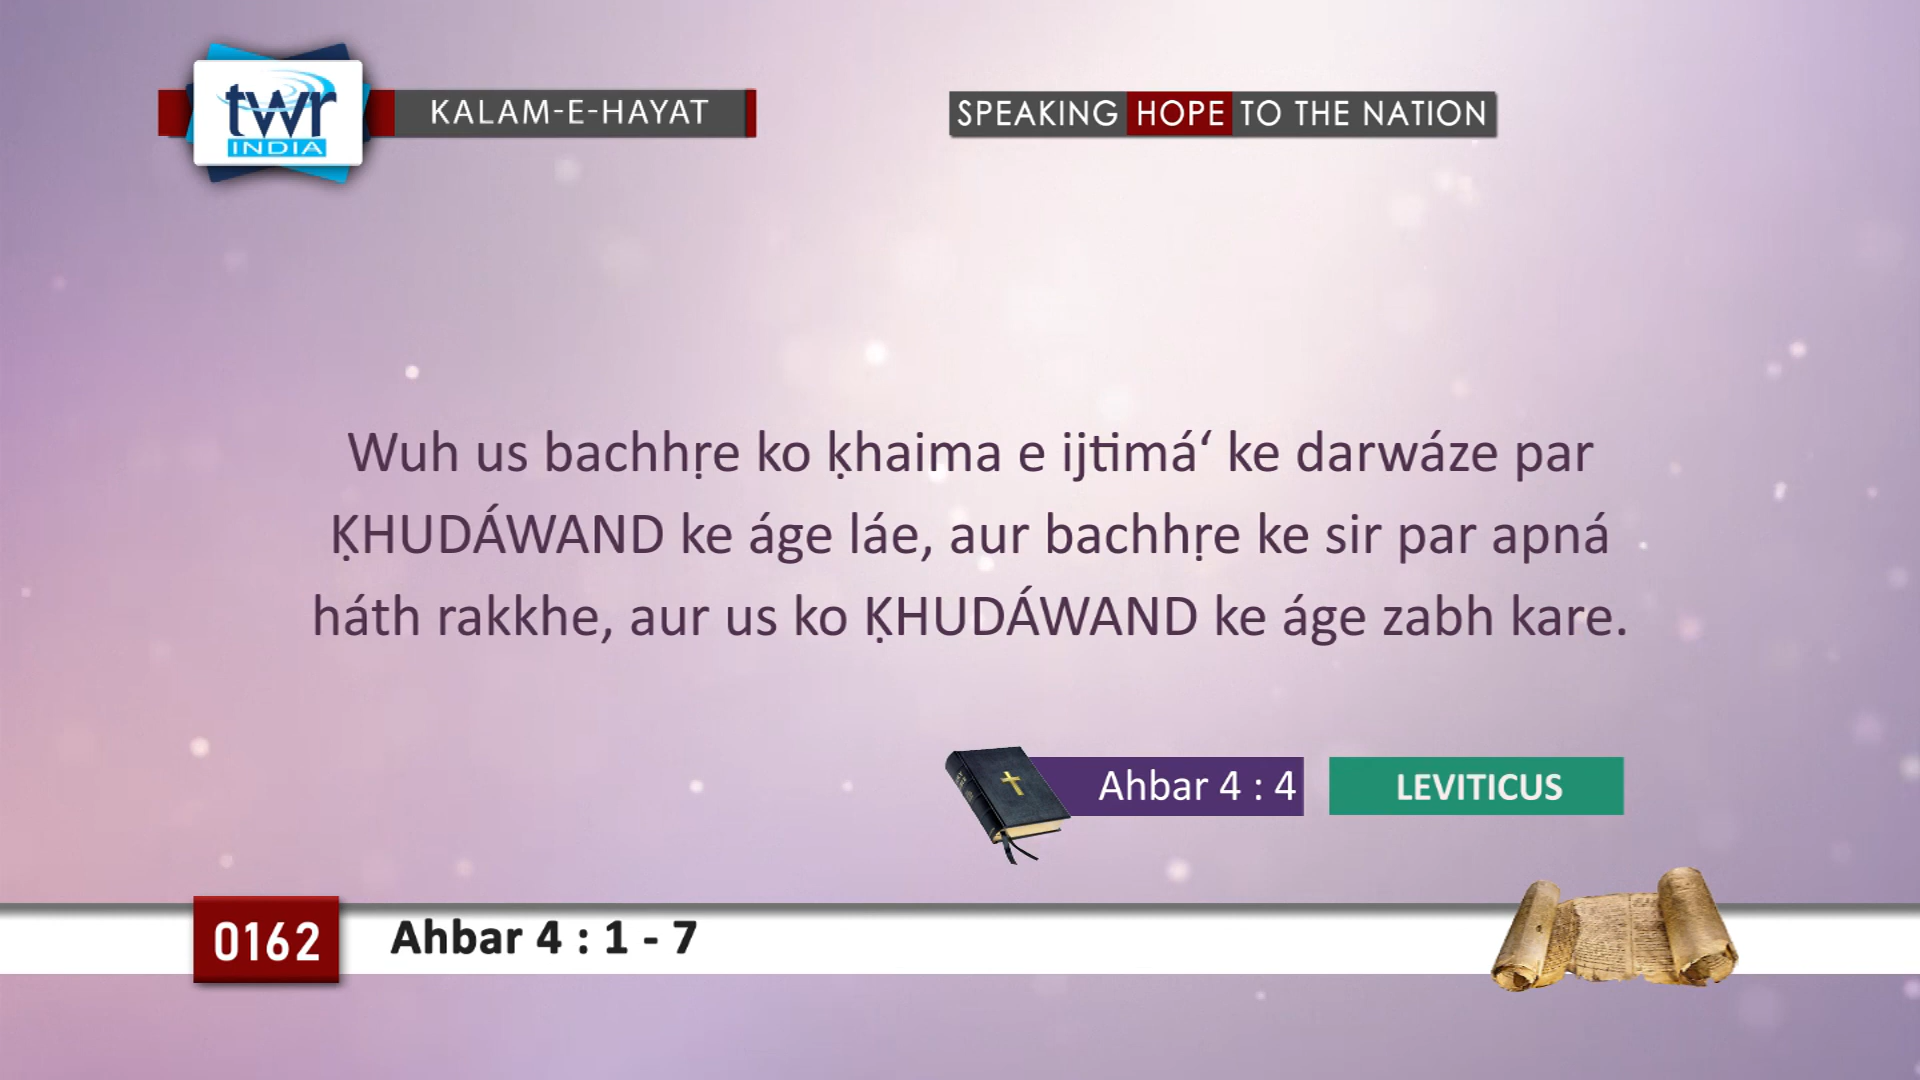 twr
INDIA
KALAM-E-HAYAT
SPEAKING HOPE TO THE NATION
Wuh us bachhṛe ko ḳhaima e ijtimá‘ ke darwáze par
ḲHUDÁWAND ke áge láe, aur bachhṛe ke sir par apná
háth rakkhe, aur us ko ḲHUDÁWAND ke áge zabh kare.
Ahbar 4 : 4
LEVITICUS
0162
Ahbar 4 : 1 - 7